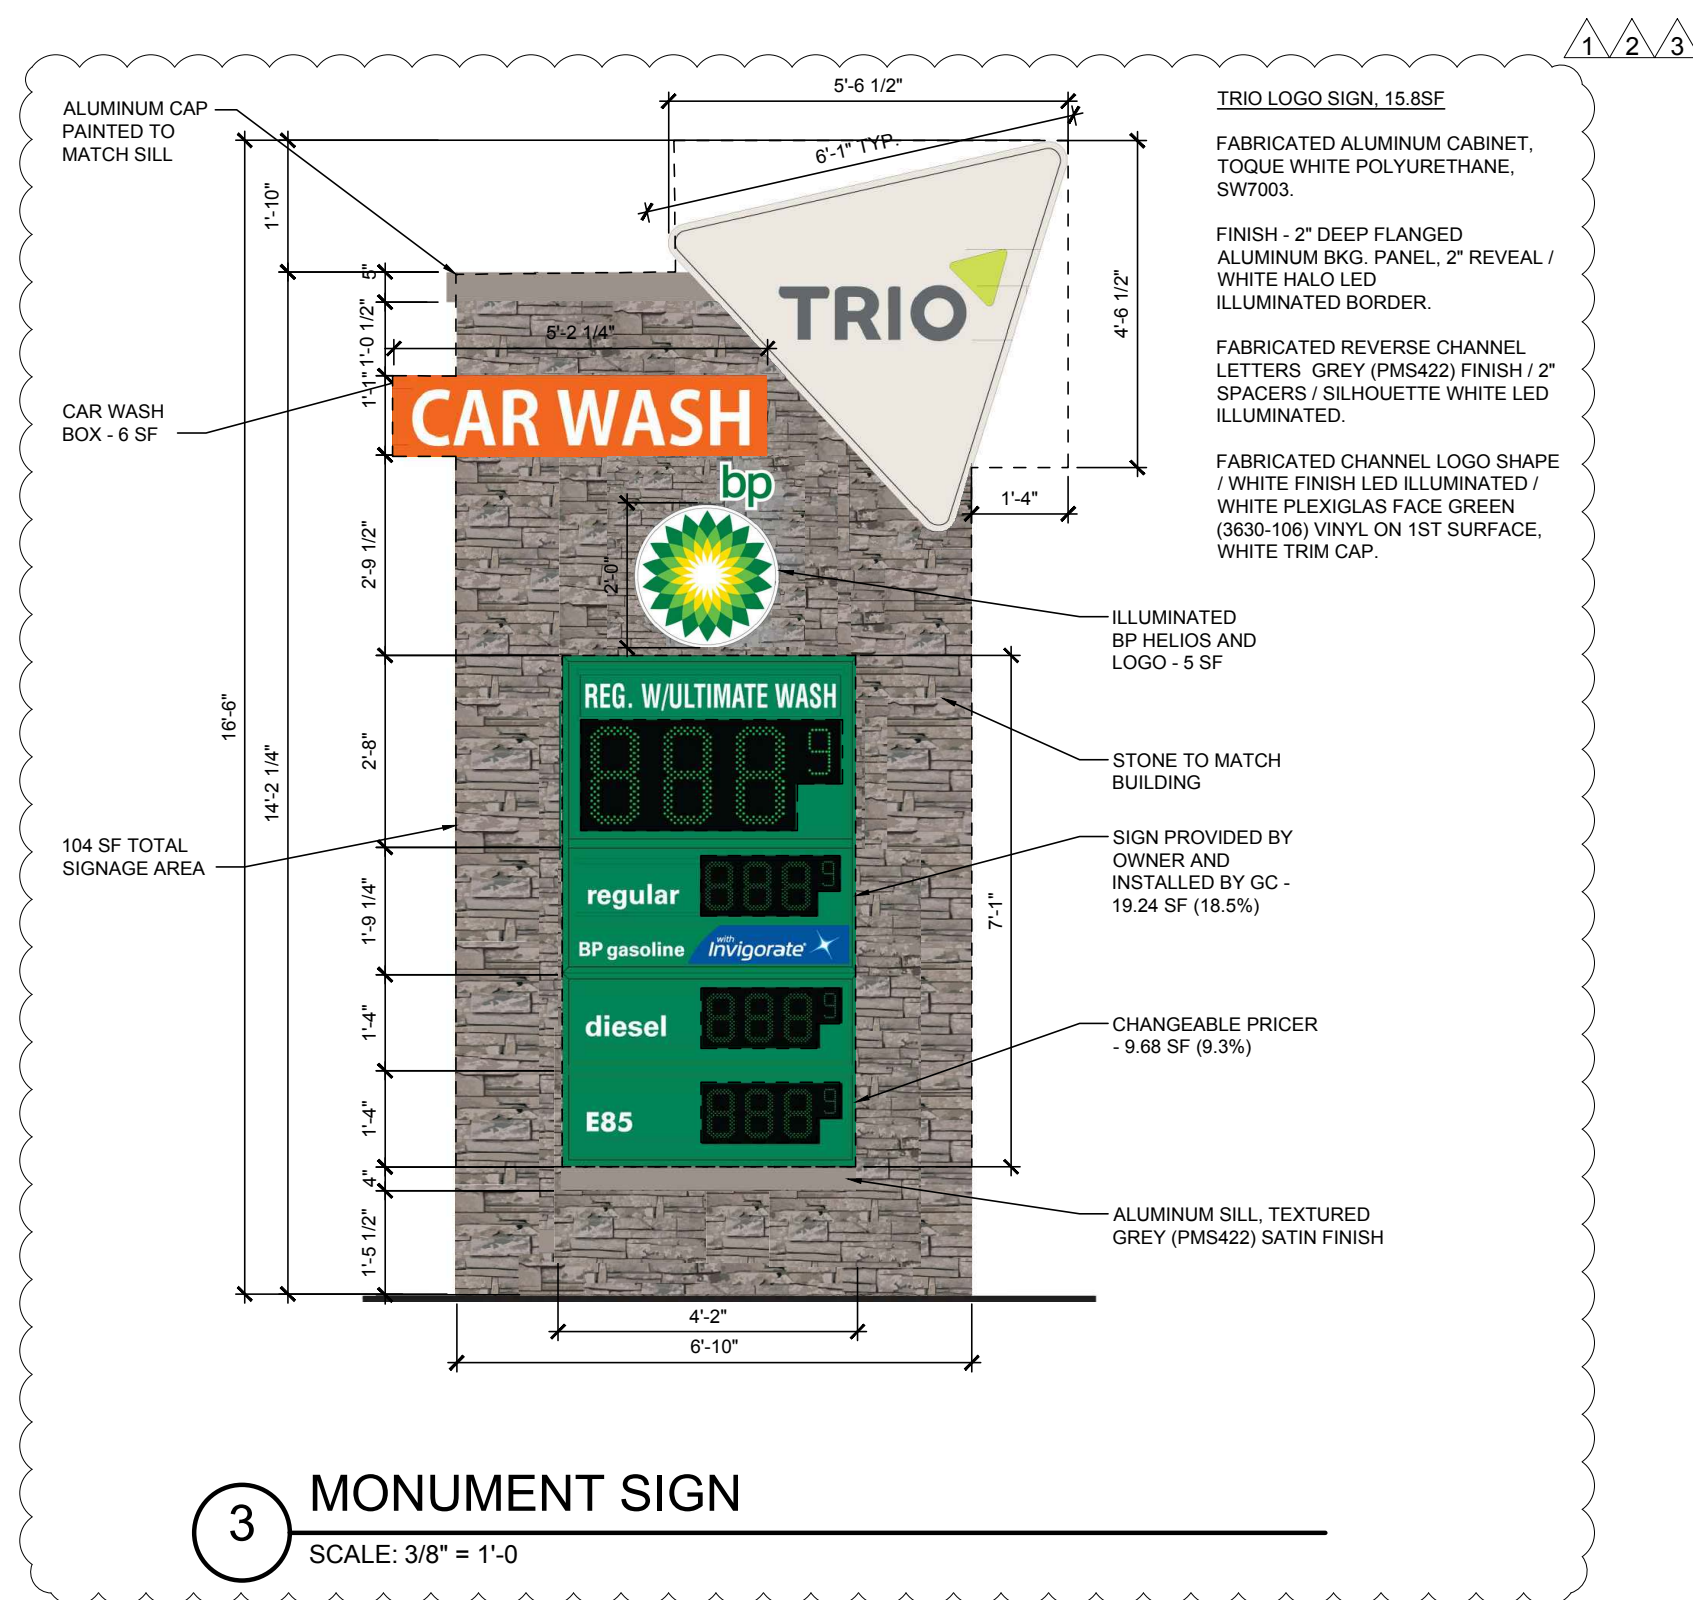 1 2 3
5'-6 1/2"
6'-1" TYP.
ALUMINUM CAP
PAINTED TO
MATCH SILL
TRIO LOGO SIGN, 15.8SF
FABRICATED ALUMINUM CABINET,
TOQUE WHITE POLYURETHANE,
SW7003.
FINISH - 2" DEEP FLANGED
ALUMINUM BKG. PANEL, 2" REVEAL /
WHITE HALO LED
ILLUMINATED BORDER.
FABRICATED REVERSE CHANNEL
LETTERS GREY (PMS422) FINISH / 2"
SPACERS / SILHOUETTE WHITE LED
ILLUMINATED.
FABRICATED CHANNEL LOGO SHAPE
/ WHITE FINISH LED ILLUMINATED /
WHITE PLEXIGLAS FACE GREEN
(3630-106) VINYL ON 1ST SURFACE,
WHITE TRIM CAP.
1'-10"
5"
1'-0 1/2"
1'-1"
2'-9 1/2"
2'-8"
1'-9 1/4"
1'-4"
1'-4"
4"
1'-5 1/2"
16'-6"
14'-2 1/4"
4'-6 1/2"
1'-4"
TRIO
5'-2 1/4"
CAR WASH
BOX - 6 SF
CAR WASH
bp
2'-0"
ILLUMINATED
BP HELIOS AND
LOGO - 5 SF
REG. W/ULTIMATE WASH
888 9
STONE TO MATCH
BUILDING
104 SF TOTAL
SIGNAGE AREA
SIGN PROVIDED BY
OWNER AND
INSTALLED BY GC -
19.24 SF (18.5%)
7'-1"
regular 888 9
BP gasoline with Invigorate
diesel 888 9
CHANGEABLE PRICER
- 9.68 SF (9.3%)
E85 888 9
ALUMINUM SILL, TEXTURED
GREY (PMS422) SATIN FINISH
4'-2"
6'-10"
3 MONUMENT SIGN
SCALE: 3/8" = 1'-0